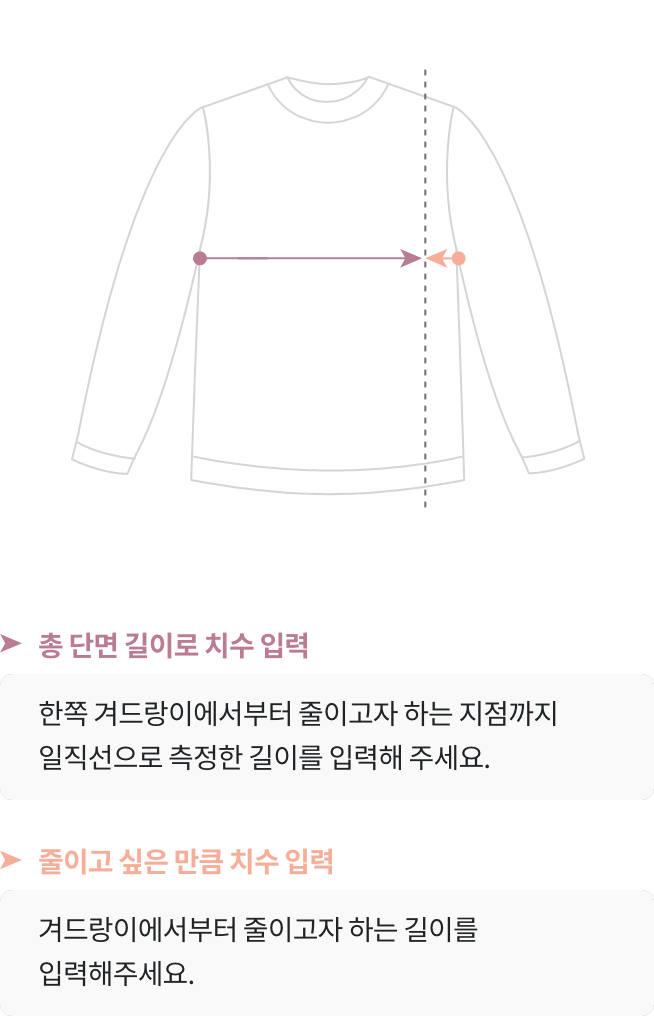 총 단면 길이로 치수 입력
한쪽 겨드랑이에서부터 줄이고자 하는 지점까지
일직선으로 측정한 길이를 입력해 주세요.
줄이고 싶은 만큼 치수 입력
겨드랑이에서부터 줄이고자 하는 길이를
입력해주세요.